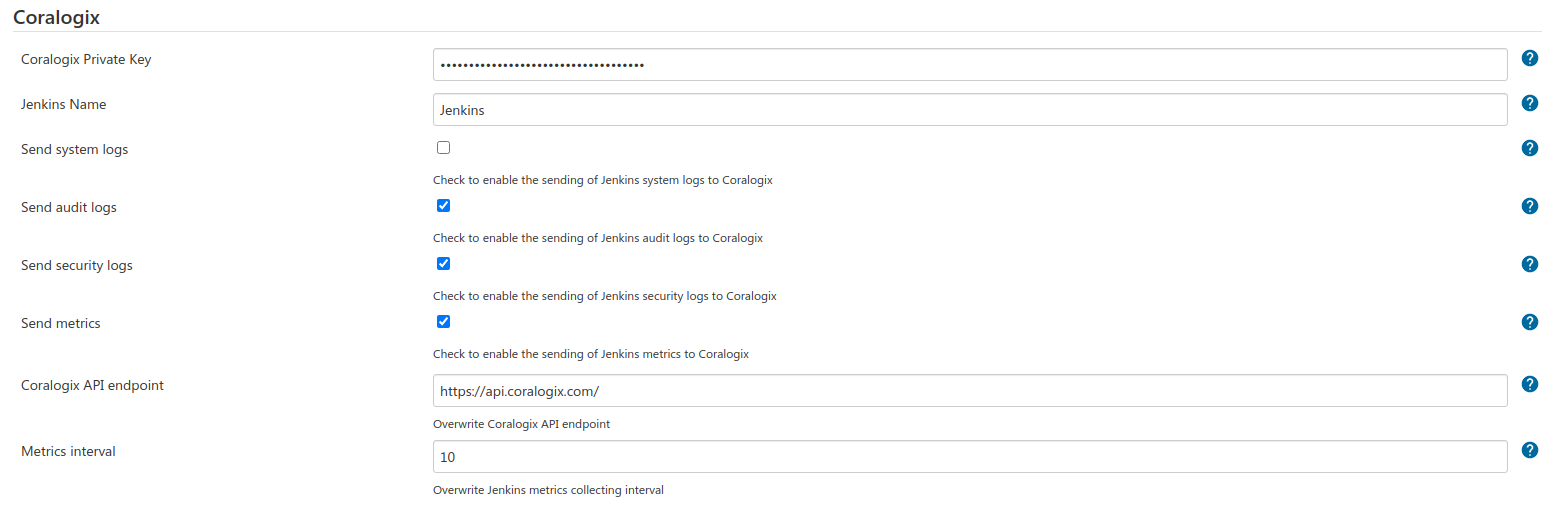 Coralogix
Coralogix Private Key
••••••••••••••••••••••••••••••••••••
Jenkins Name
Jenkins
Send system logs
Check to enable the sending of Jenkins system logs to Coralogix
Send audit logs
Check to enable the sending of Jenkins audit logs to Coralogix
Send security logs
Check to enable the sending of Jenkins security logs to Coralogix
Send metrics
Check to enable the sending of Jenkins metrics to Coralogix
Coralogix API endpoint
https://api.coralogix.com/
Overwrite Coralogix API endpoint
Metrics interval
10
Overwrite Jenkins metrics collecting interval